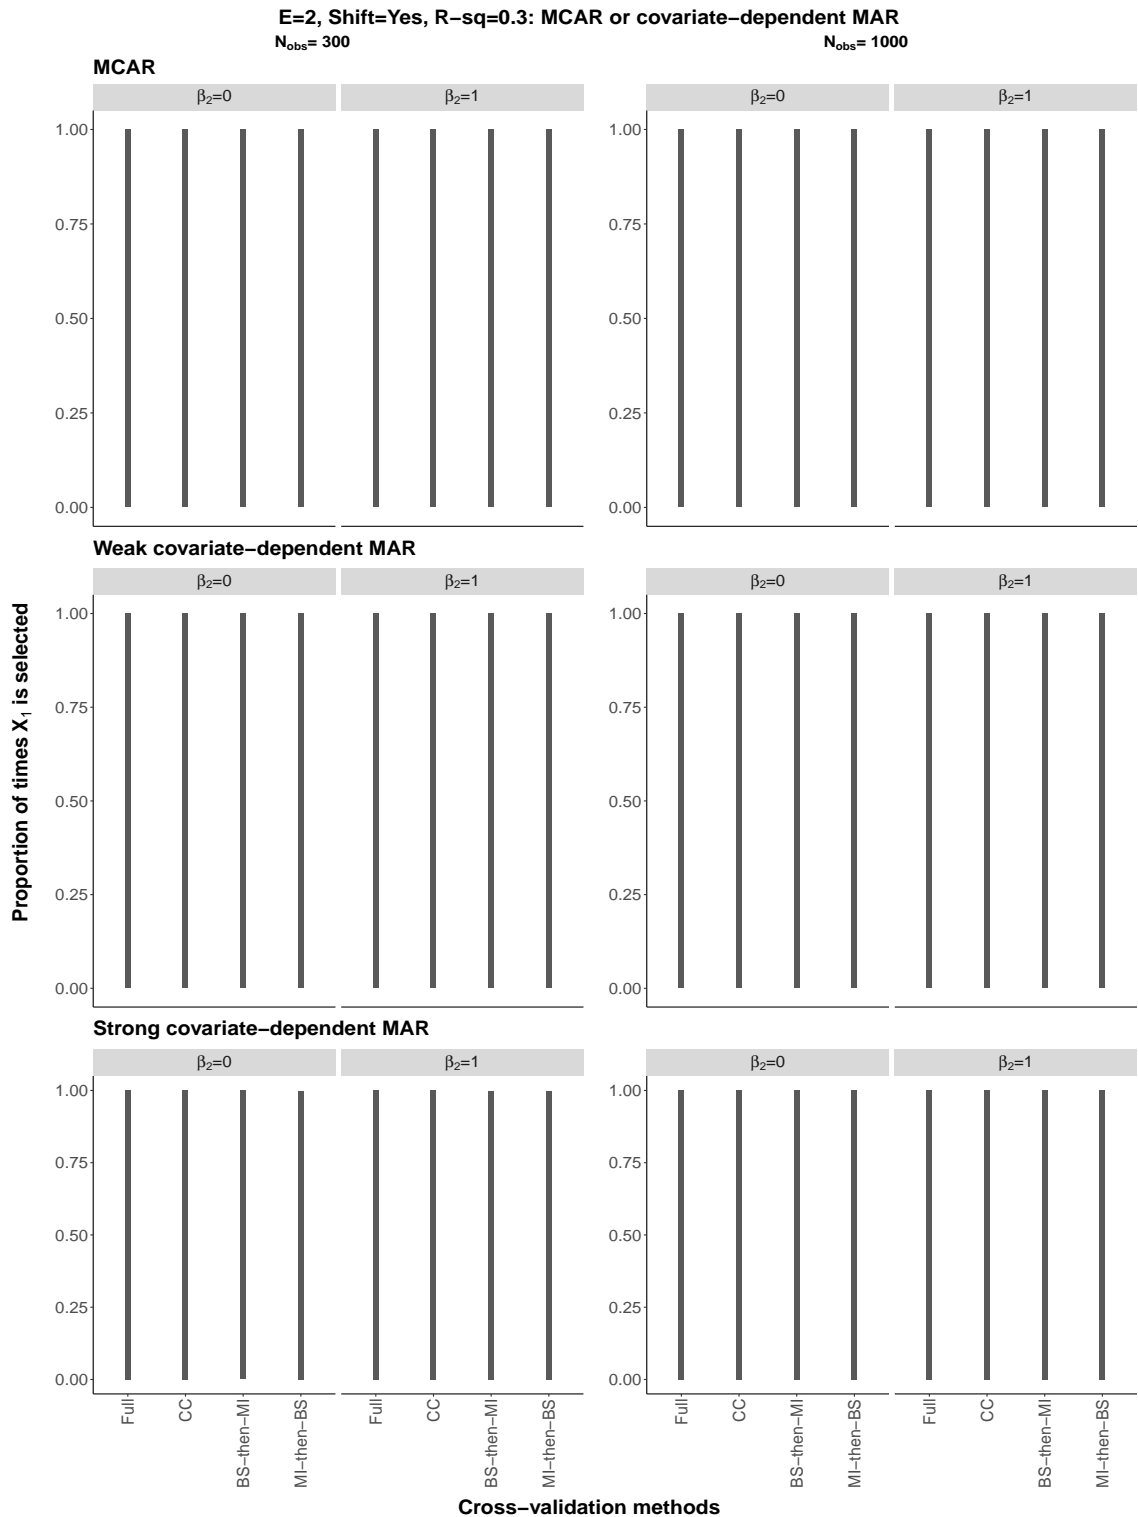 E=2, Shift=Yes, R−sq=0.3: MCAR or covariate−dependent MAR
Nobs= 300 Nobs= 1000
MCAR
β2=0 β2=1 β2=0 β2=1
1.00 1.00
0.75 0.75
0.50 0.50
0.25 0.25
0.00 0.00
Weak covariate−dependent MAR
β2=0 β2=1 β2=0 β2=1
1.00 1.00
0.75 0.75
0.50 0.50
0.25 0.25
0.00 0.00
Proportion of times X1 is selected
Strong covariate−dependent MAR
β2=0 β2=1 β2=0 β2=1
1.00 1.00
0.75 0.75
0.50 0.50
0.25 0.25
0.00 0.00
Full CC BS−then−MI MI−then−BS Full CC BS−then−MI MI−then−BS Full CC BS−then−MI MI−then−BS Full CC BS−then−MI MI−then−BS
Cross−validation methods